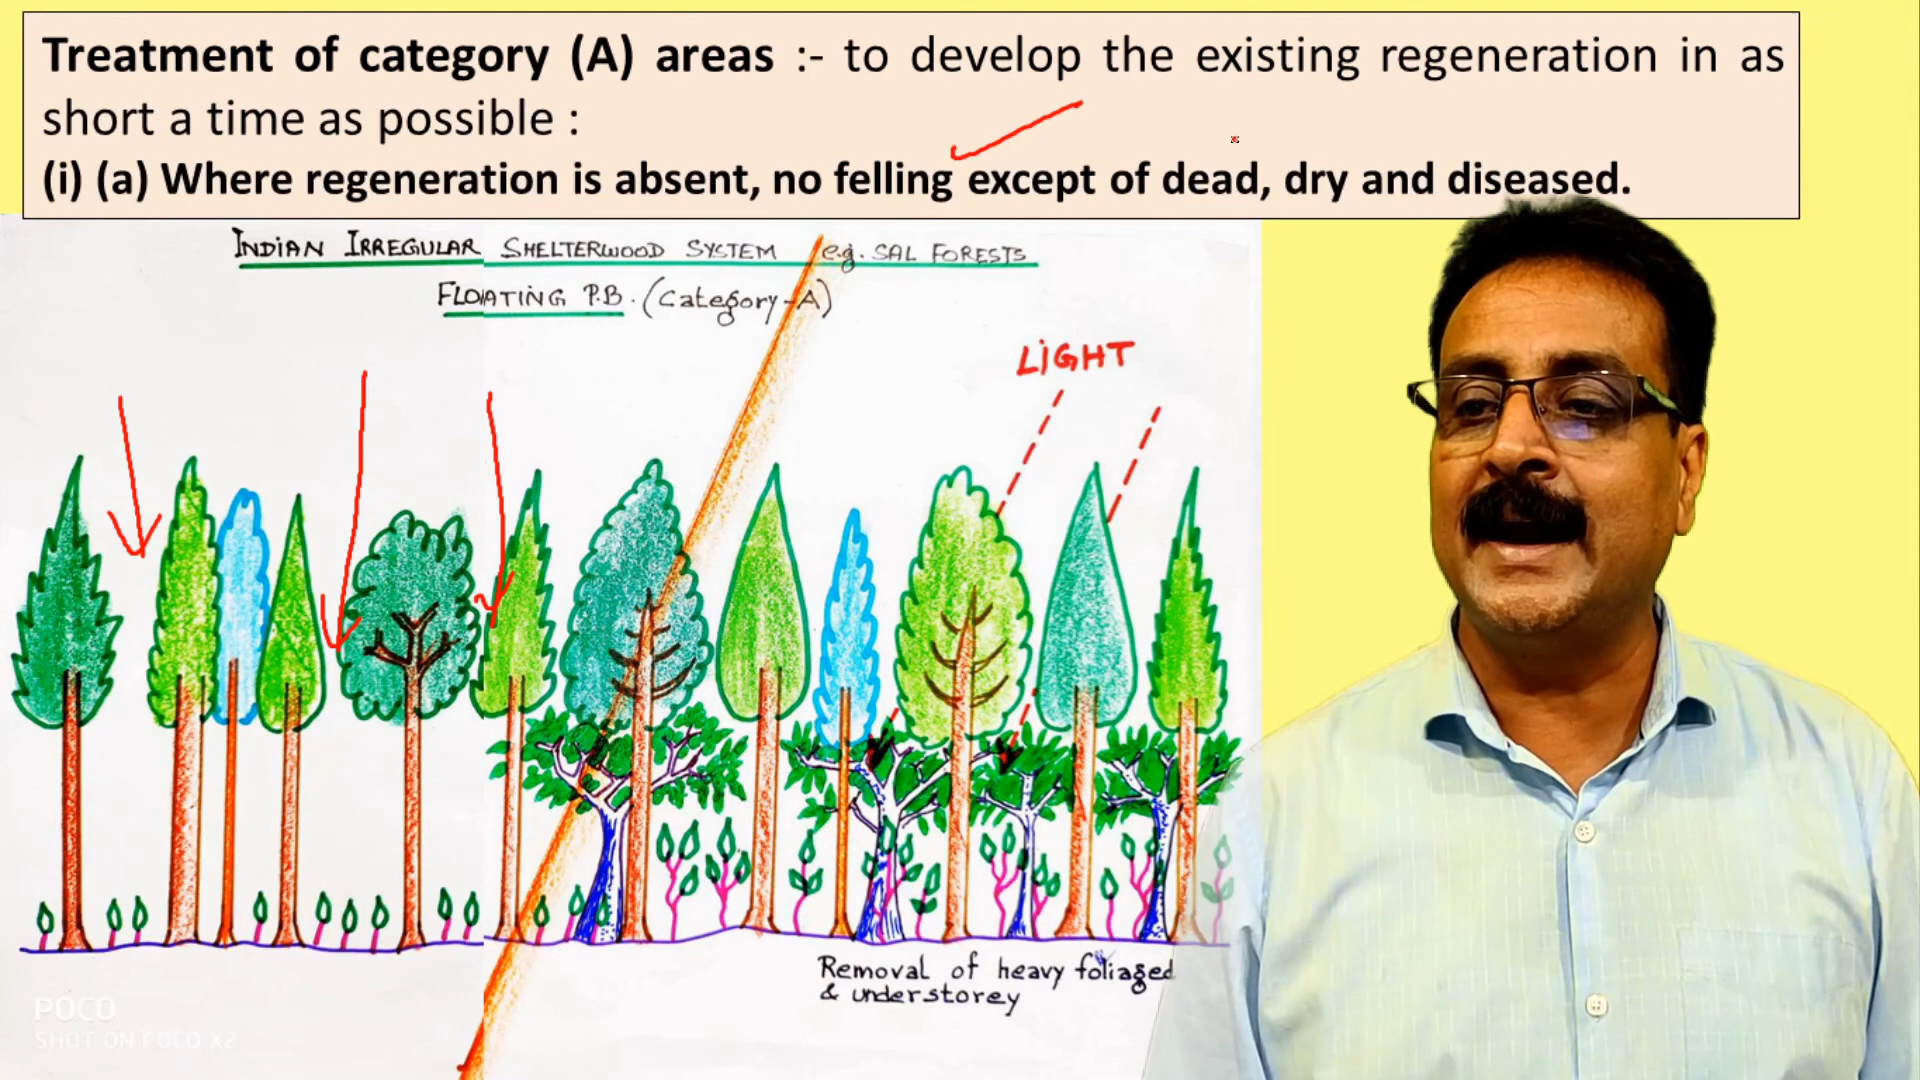 Treatment of category (A) areas :- to develop the existing regeneration in as
short a time as possible :
(i) (a) Where regeneration is absent, no felling except of dead, dry and diseased.
INDIAN IRREGULAR SHELTERWOOD SYSTEM e.g. SAL FORESTS
FLOATING P.B. (Category-A)
LIGHT
Removal of heavy foliaged
& understorey
POCO
SHOT ON POCO X2